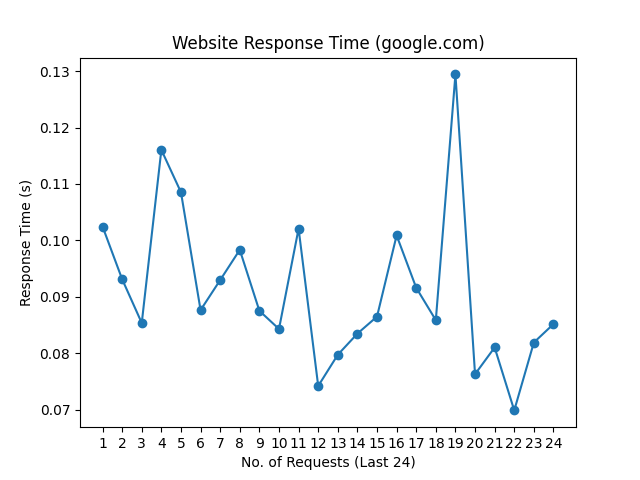 Website Response Time (google.com)
0.13
0.12
0.11
0.10
0.09
0.08
0.07
Response Time (s)
1 2 3 4 5 6 7 8 9 10 11 12 13 14 15 16 17 18 19 20 21 22 23 24
No. of Requests (Last 24)